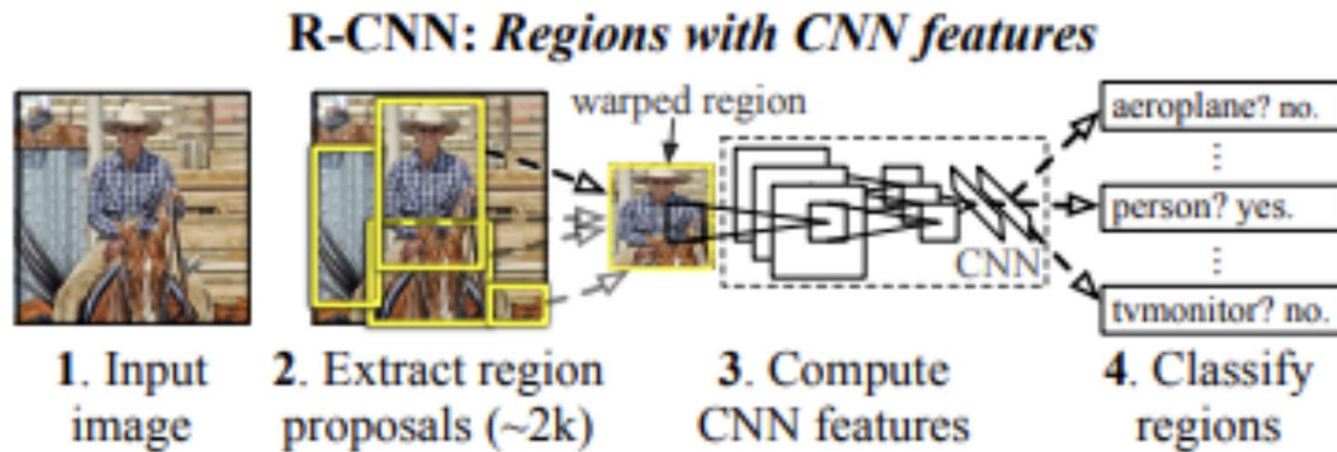 R-CNN: Regions with CNN features
warped region
aeroplane? no.
person? yes.
CNN
tvmonitor? no.
1. Input
image
2. Extract region
proposals (~2k)
3. Compute
CNN features
4. Classify
regions